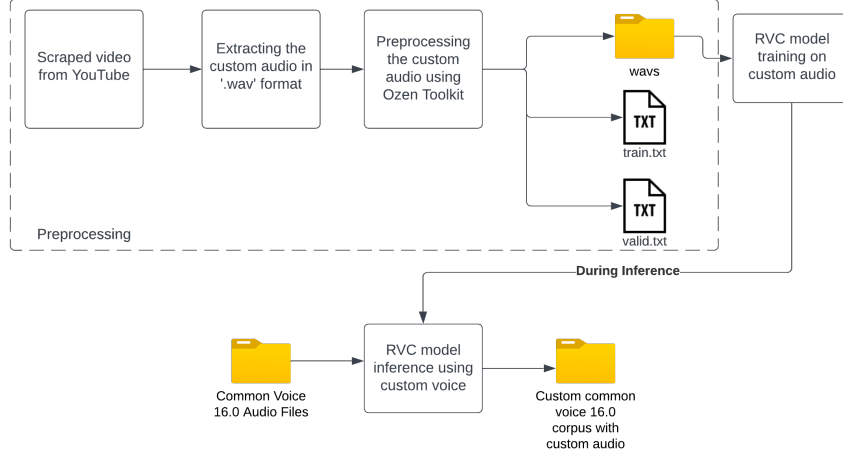 Scraped video
from YouTube
Extracting the
custom audio in
'.wav' format
Preprocessing
the custom
audio using
Ozen Toolkit
wavs
TXT
train.txt
TXT
valid.txt
Preprocessing
RVC model
training on
custom audio
During Inference
Common Voice
16.0 Audio Files
RVC model
inference using
custom voice
Custom common
voice 16.0
corpus with
custom audio